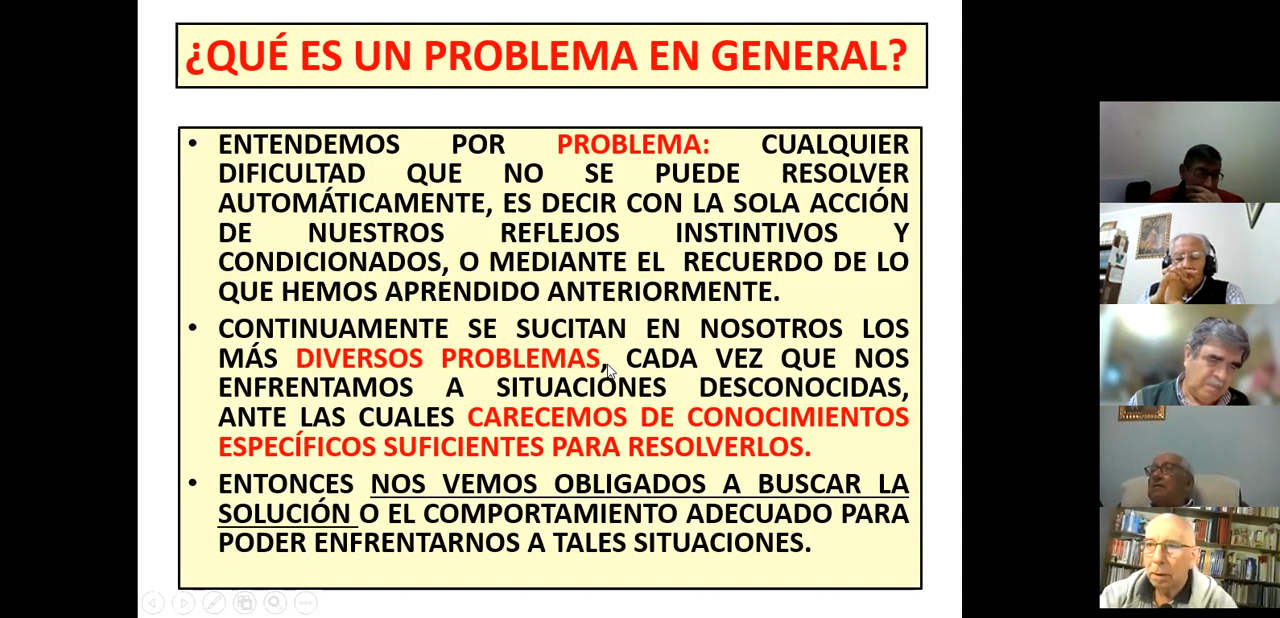 ¿QUÉ ES UN PROBLEMA EN GENERAL?
• ENTENDEMOS POR PROBLEMA: CUALQUIER
DIFICULTAD QUE NO SE PUEDE RESOLVER
AUTOMÁTICAMENTE, ES DECIR CON LA SOLA ACCIÓN
DE NUESTROS REFLEJOS INSTINTIVOS Y
CONDICIONADOS, O MEDIANTE EL RECUERDO DE LO
QUE HEMOS APRENDIDO ANTERIORMENTE.
• CONTINUAMENTE SE SUCITAN EN NOSOTROS LOS
MÁS DIVERSOS PROBLEMAS, CADA VEZ QUE NOS
ENFRENTAMOS A SITUACIONES DESCONOCIDAS,
ANTE LAS CUALES CARECEMOS DE CONOCIMIENTOS
ESPECÍFICOS SUFICIENTES PARA RESOLVERLOS.
• ENTONCES NOS VEMOS OBLIGADOS A BUSCAR LA
SOLUCIÓN O EL COMPORTAMIENTO ADECUADO PARA
PODER ENFRENTARNOS A TALES SITUACIONES.